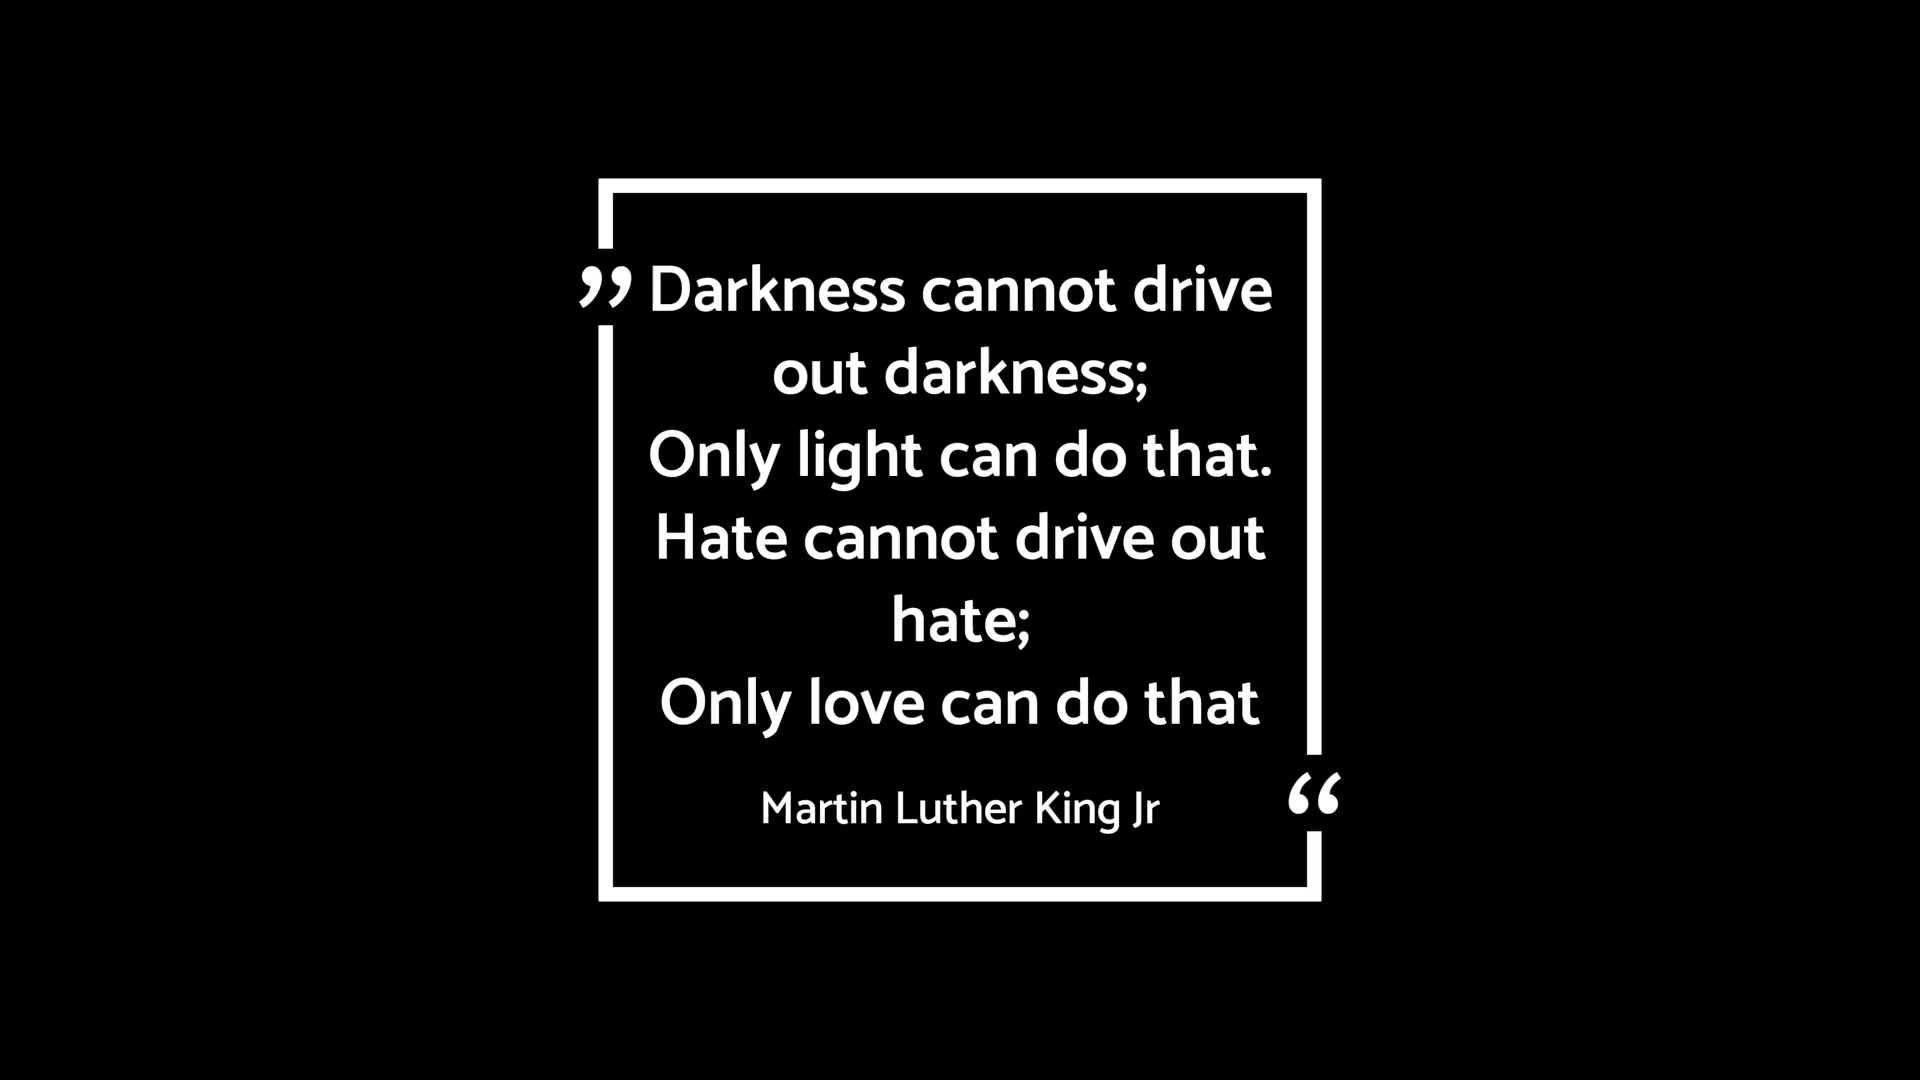 ” Darkness cannot drive
out darkness;
Only light can do that.
Hate cannot drive out
hate;
Only love can do that
Martin Luther King Jr “